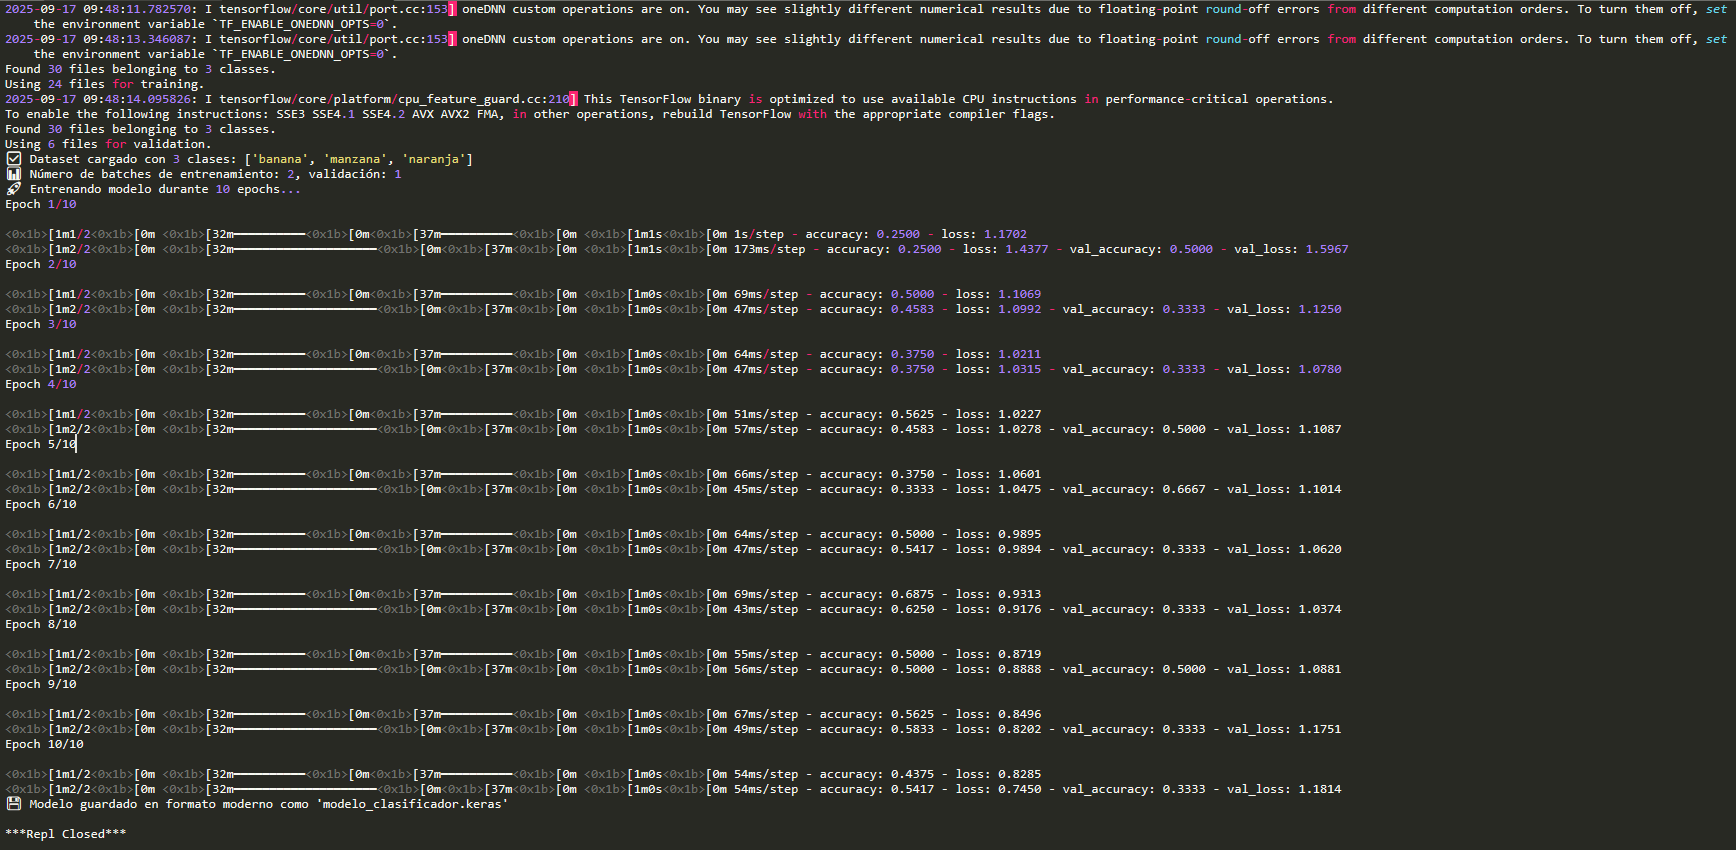 2025-09-17 09:48:11.782570: I tensorflow/core/util/port.cc:153] oneDNN custom operations are on. You may see slightly different numerical results due to floating-point round-off errors from different computation orders. To turn them off, set
the environment variable `TF_ENABLE_ONEDNN_OPTS=0`.
2025-09-17 09:48:13.346087: I tensorflow/core/util/port.cc:153] oneDNN custom operations are on. You may see slightly different numerical results due to floating-point round-off errors from different computation orders. To turn them off, set
the environment variable `TF_ENABLE_ONEDNN_OPTS=0`.
Found 30 files belonging to 3 classes.
Using 24 files for training.
2025-09-17 09:48:14.095826: I tensorflow/core/platform/cpu_feature_guard.cc:210] This TensorFlow binary is optimized to use available CPU instructions in performance-critical operations.
To enable the following instructions: SSE3 SSE4.1 SSE4.2 AVX AVX2 FMA, in other operations, rebuild TensorFlow with the appropriate compiler flags.
Found 30 files belonging to 3 classes.
Using 6 files for validation.
☑ Dataset cargado con 3 clases: ['banana', 'manzana', 'naranja']
📊 Número de batches de entrenamiento: 2, validación: 1
🚀 Entrenando modelo durante 10 epochs...
Epoch 1/10
<0x1b>[1m1/2<0x1b>[0m <0x1b>[32m━━━━━━━━━━<0x1b>[0m<0x1b>[37m━━━━━━━━━━<0x1b>[0m <0x1b>[1m1s<0x1b>[0m 1s/step - accuracy: 0.2500 - loss: 1.1702
<0x1b>[1m2/2<0x1b>[0m <0x1b>[32m━━━━━━━━━━━━━━━━━━━━<0x1b>[0m<0x1b>[37m<0x1b>[0m <0x1b>[1m1s<0x1b>[0m 173ms/step - accuracy: 0.2500 - loss: 1.4377 - val_accuracy: 0.5000 - val_loss: 1.5967
Epoch 2/10
<0x1b>[1m1/2<0x1b>[0m <0x1b>[32m━━━━━━━━━━<0x1b>[0m<0x1b>[37m━━━━━━━━━━<0x1b>[0m <0x1b>[1m0s<0x1b>[0m 69ms/step - accuracy: 0.5000 - loss: 1.1069
<0x1b>[1m2/2<0x1b>[0m <0x1b>[32m━━━━━━━━━━━━━━━━━━━━<0x1b>[0m<0x1b>[37m<0x1b>[0m <0x1b>[1m0s<0x1b>[0m 47ms/step - accuracy: 0.4583 - loss: 1.0992 - val_accuracy: 0.3333 - val_loss: 1.1250
Epoch 3/10
<0x1b>[1m1/2<0x1b>[0m <0x1b>[32m━━━━━━━━━━<0x1b>[0m<0x1b>[37m━━━━━━━━━━<0x1b>[0m <0x1b>[1m0s<0x1b>[0m 64ms/step - accuracy: 0.3750 - loss: 1.0211
<0x1b>[1m2/2<0x1b>[0m <0x1b>[32m━━━━━━━━━━━━━━━━━━━━<0x1b>[0m<0x1b>[37m<0x1b>[0m <0x1b>[1m0s<0x1b>[0m 47ms/step - accuracy: 0.3750 - loss: 1.0315 - val_accuracy: 0.3333 - val_loss: 1.0780
Epoch 4/10
<0x1b>[1m1/2<0x1b>[0m <0x1b>[32m━━━━━━━━━━<0x1b>[0m<0x1b>[37m━━━━━━━━━━<0x1b>[0m <0x1b>[1m0s<0x1b>[0m 51ms/step - accuracy: 0.5625 - loss: 1.0227
<0x1b>[1m2/2<0x1b>[0m <0x1b>[32m━━━━━━━━━━━━━━━━━━━━<0x1b>[0m<0x1b>[37m<0x1b>[0m <0x1b>[1m0s<0x1b>[0m 57ms/step - accuracy: 0.4583 - loss: 1.0278 - val_accuracy: 0.5000 - val_loss: 1.1087
Epoch 5/10
<0x1b>[1m1/2<0x1b>[0m <0x1b>[32m━━━━━━━━━━<0x1b>[0m<0x1b>[37m━━━━━━━━━━<0x1b>[0m <0x1b>[1m0s<0x1b>[0m 66ms/step - accuracy: 0.3750 - loss: 1.0601
<0x1b>[1m2/2<0x1b>[0m <0x1b>[32m━━━━━━━━━━━━━━━━━━━━<0x1b>[0m<0x1b>[37m<0x1b>[0m <0x1b>[1m0s<0x1b>[0m 45ms/step - accuracy: 0.3333 - loss: 1.0475 - val_accuracy: 0.6667 - val_loss: 1.1014
Epoch 6/10
<0x1b>[1m1/2<0x1b>[0m <0x1b>[32m━━━━━━━━━━<0x1b>[0m<0x1b>[37m━━━━━━━━━━<0x1b>[0m <0x1b>[1m0s<0x1b>[0m 64ms/step - accuracy: 0.5000 - loss: 0.9895
<0x1b>[1m2/2<0x1b>[0m <0x1b>[32m━━━━━━━━━━━━━━━━━━━━<0x1b>[0m<0x1b>[37m<0x1b>[0m <0x1b>[1m0s<0x1b>[0m 47ms/step - accuracy: 0.5417 - loss: 0.9894 - val_accuracy: 0.3333 - val_loss: 1.0620
Epoch 7/10
<0x1b>[1m1/2<0x1b>[0m <0x1b>[32m━━━━━━━━━━<0x1b>[0m<0x1b>[37m━━━━━━━━━━<0x1b>[0m <0x1b>[1m0s<0x1b>[0m 69ms/step - accuracy: 0.6875 - loss: 0.9313
<0x1b>[1m2/2<0x1b>[0m <0x1b>[32m━━━━━━━━━━━━━━━━━━━━<0x1b>[0m<0x1b>[37m<0x1b>[0m <0x1b>[1m0s<0x1b>[0m 43ms/step - accuracy: 0.6250 - loss: 0.9176 - val_accuracy: 0.3333 - val_loss: 1.0374
Epoch 8/10
<0x1b>[1m1/2<0x1b>[0m <0x1b>[32m━━━━━━━━━━<0x1b>[0m<0x1b>[37m━━━━━━━━━━<0x1b>[0m <0x1b>[1m0s<0x1b>[0m 55ms/step - accuracy: 0.5000 - loss: 0.8719
<0x1b>[1m2/2<0x1b>[0m <0x1b>[32m━━━━━━━━━━━━━━━━━━━━<0x1b>[0m<0x1b>[37m<0x1b>[0m <0x1b>[1m0s<0x1b>[0m 56ms/step - accuracy: 0.5000 - loss: 0.8888 - val_accuracy: 0.5000 - val_loss: 1.0881
Epoch 9/10
<0x1b>[1m1/2<0x1b>[0m <0x1b>[32m━━━━━━━━━━<0x1b>[0m<0x1b>[37m━━━━━━━━━━<0x1b>[0m <0x1b>[1m0s<0x1b>[0m 67ms/step - accuracy: 0.5625 - loss: 0.8496
<0x1b>[1m2/2<0x1b>[0m <0x1b>[32m━━━━━━━━━━━━━━━━━━━━<0x1b>[0m<0x1b>[37m<0x1b>[0m <0x1b>[1m0s<0x1b>[0m 49ms/step - accuracy: 0.5833 - loss: 0.8202 - val_accuracy: 0.3333 - val_loss: 1.1751
Epoch 10/10
<0x1b>[1m1/2<0x1b>[0m <0x1b>[32m━━━━━━━━━━<0x1b>[0m<0x1b>[37m━━━━━━━━━━<0x1b>[0m <0x1b>[1m0s<0x1b>[0m 54ms/step - accuracy: 0.4375 - loss: 0.8285
<0x1b>[1m2/2<0x1b>[0m <0x1b>[32m━━━━━━━━━━━━━━━━━━━━<0x1b>[0m<0x1b>[37m<0x1b>[0m <0x1b>[1m0s<0x1b>[0m 54ms/step - accuracy: 0.5417 - loss: 0.7450 - val_accuracy: 0.3333 - val_loss: 1.1814
💾 Modelo guardado en formato moderno como 'modelo_clasificador.keras'
***Repl Closed***